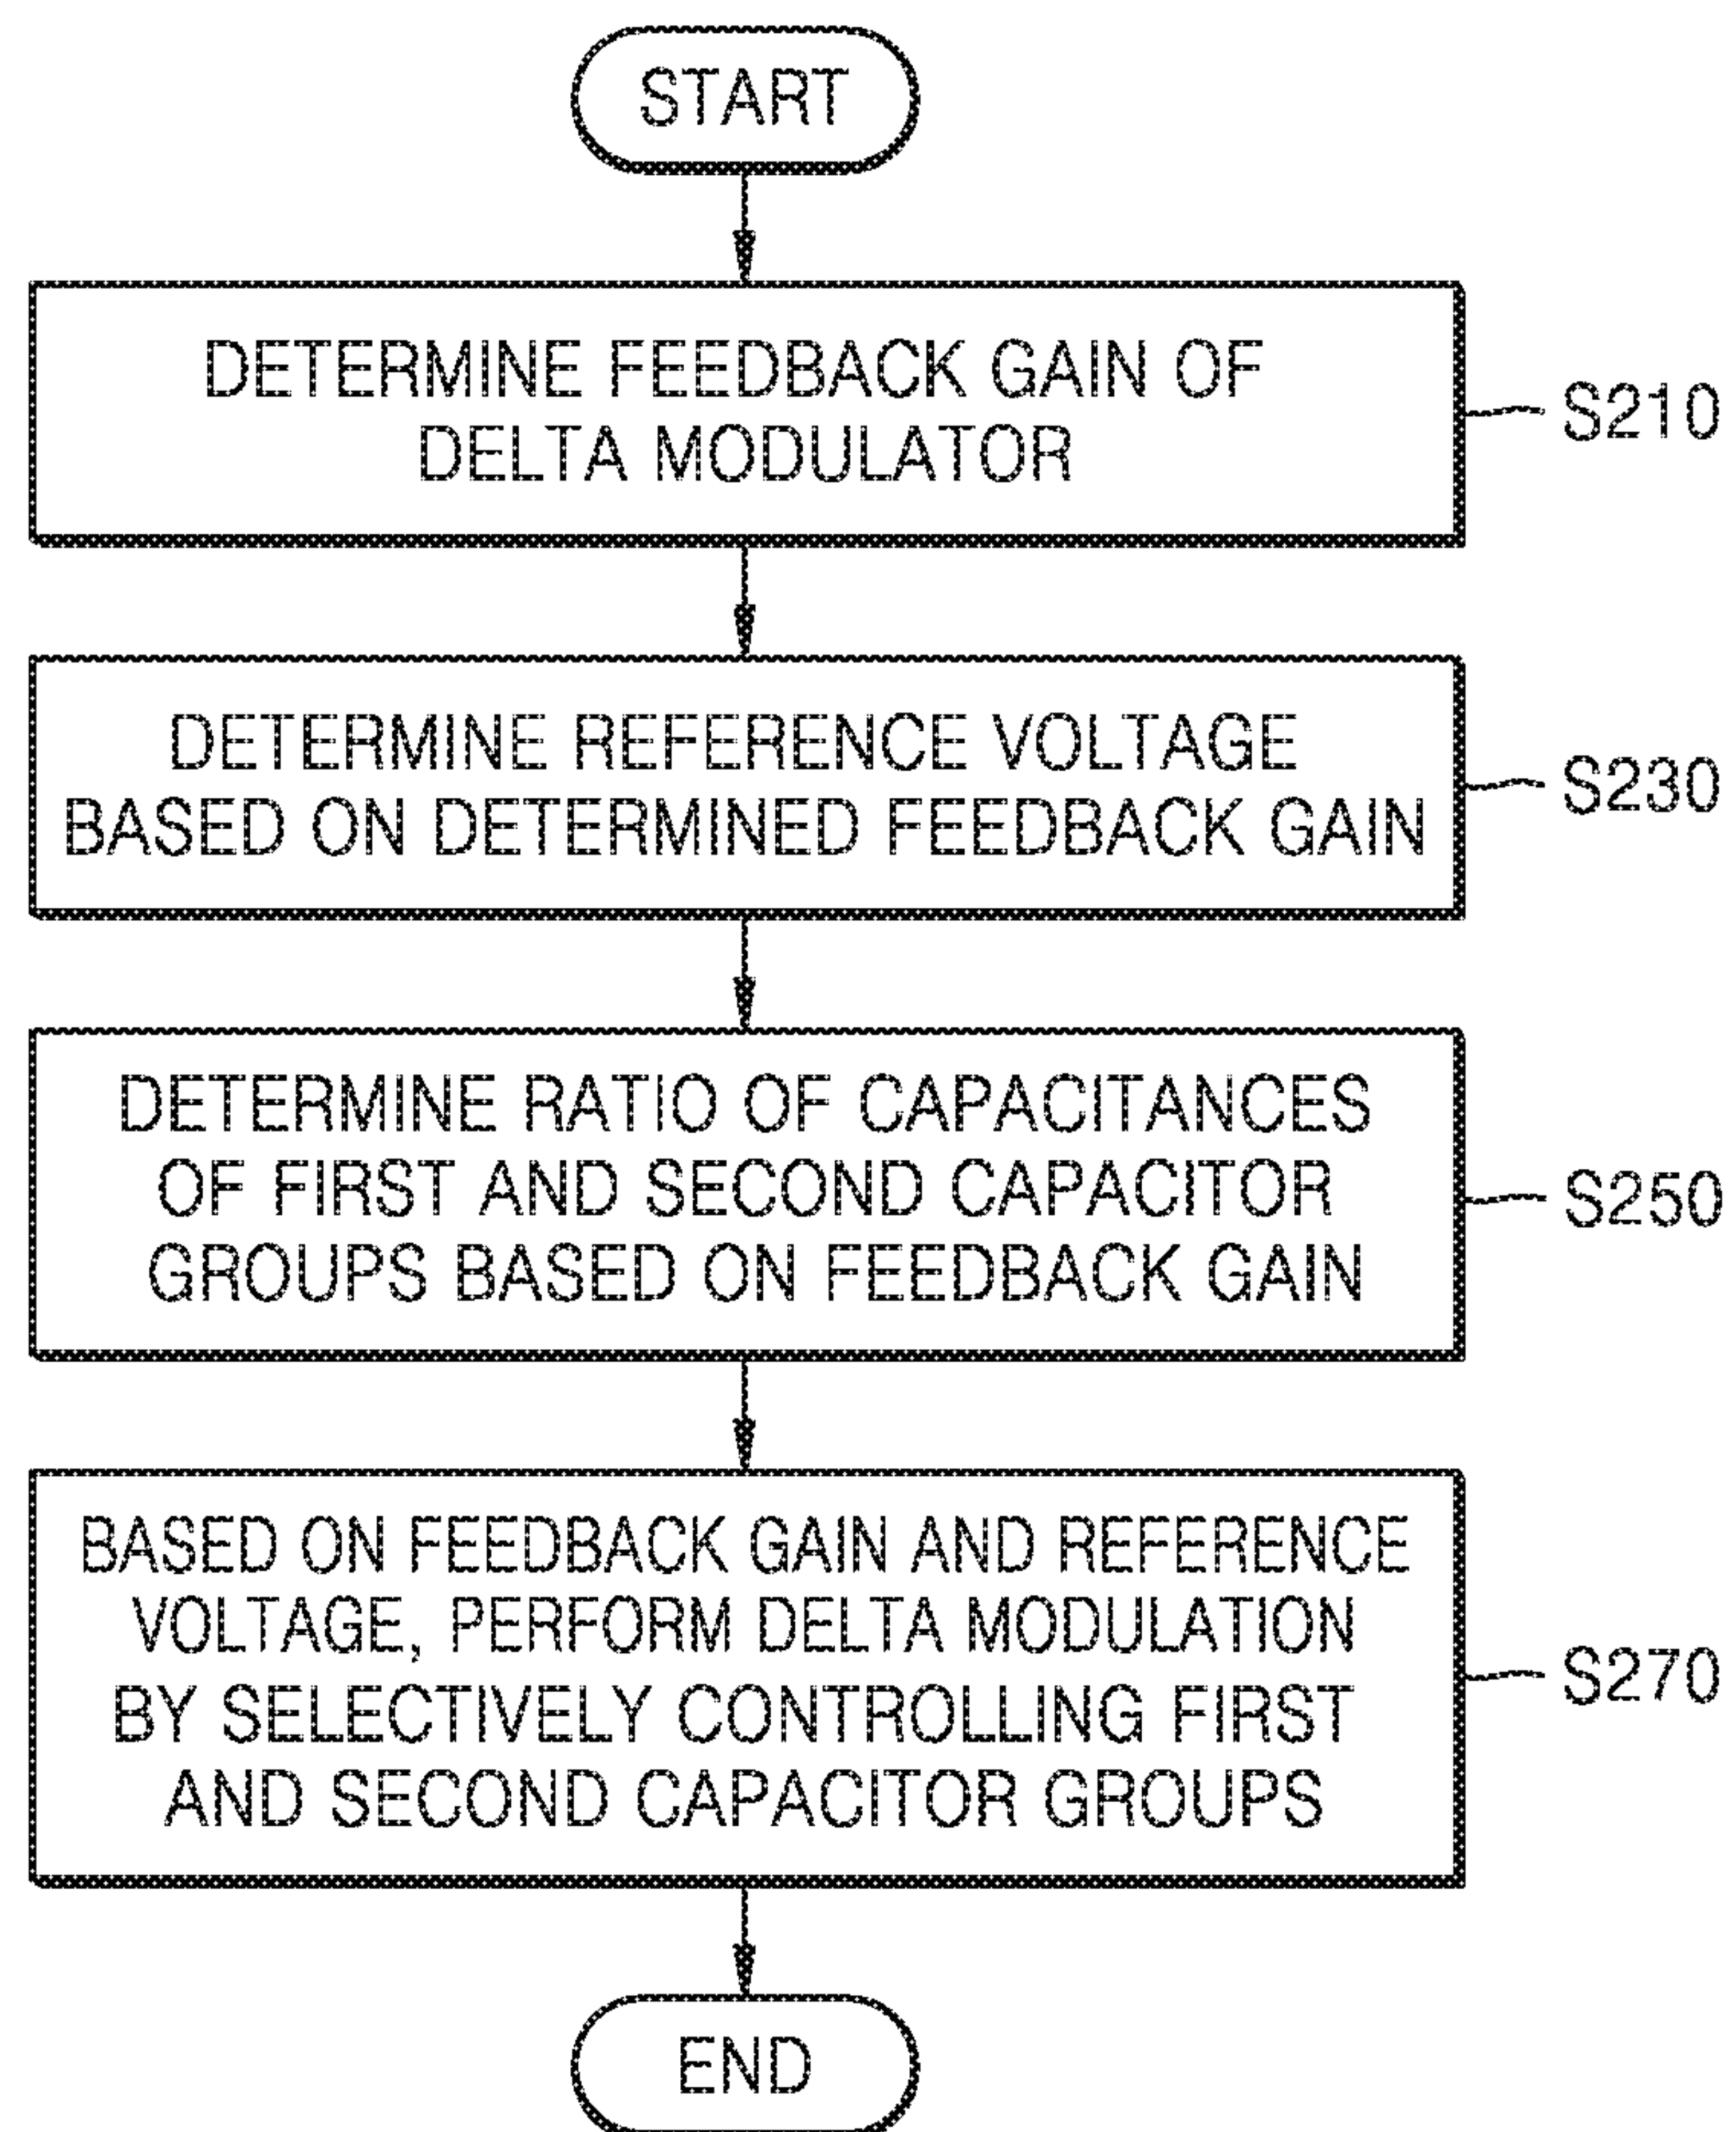 START
DETERMINE FEEDBACK GAIN OF
DELTA MODULATOR
S210
DETERMINE REFERENCE VOLTAGE
BASED ON DETERMINED FEEDBACK GAIN
S230
DETERMINE RATIO OF CAPACITANCES
OF FIRST AND SECOND CAPACITOR
GROUPS BASED ON FEEDBACK GAIN
S250
BASED ON FEEDBACK GAIN AND REFERENCE
VOLTAGE, PERFORM DELTA MODULATION
BY SELECTIVELY CONTROLLING FIRST
AND SECOND CAPACITOR GROUPS
S270
END